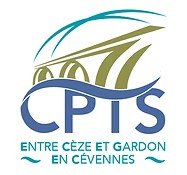 CPTS
ENTRE CÈZE ET GARDON
EN CÉVENNES